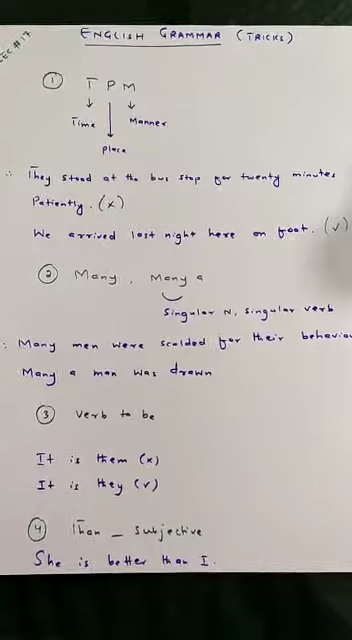 SEC #17
ENGLISH GRAMMAR (TRICKS)
① T P M
Time Manner
Place
∴ They stood at the bus stop for twenty minutes
Patiently. (x)
We arrived last night here on foot. (✓)
② Many, Many a
Singular N, singular verb
: Many men were scolded for their behaviou
Many a man was drawn
③ Verb to be
It is them (x)
It is they (✓)
④ Than _ subjective
She is better than I.